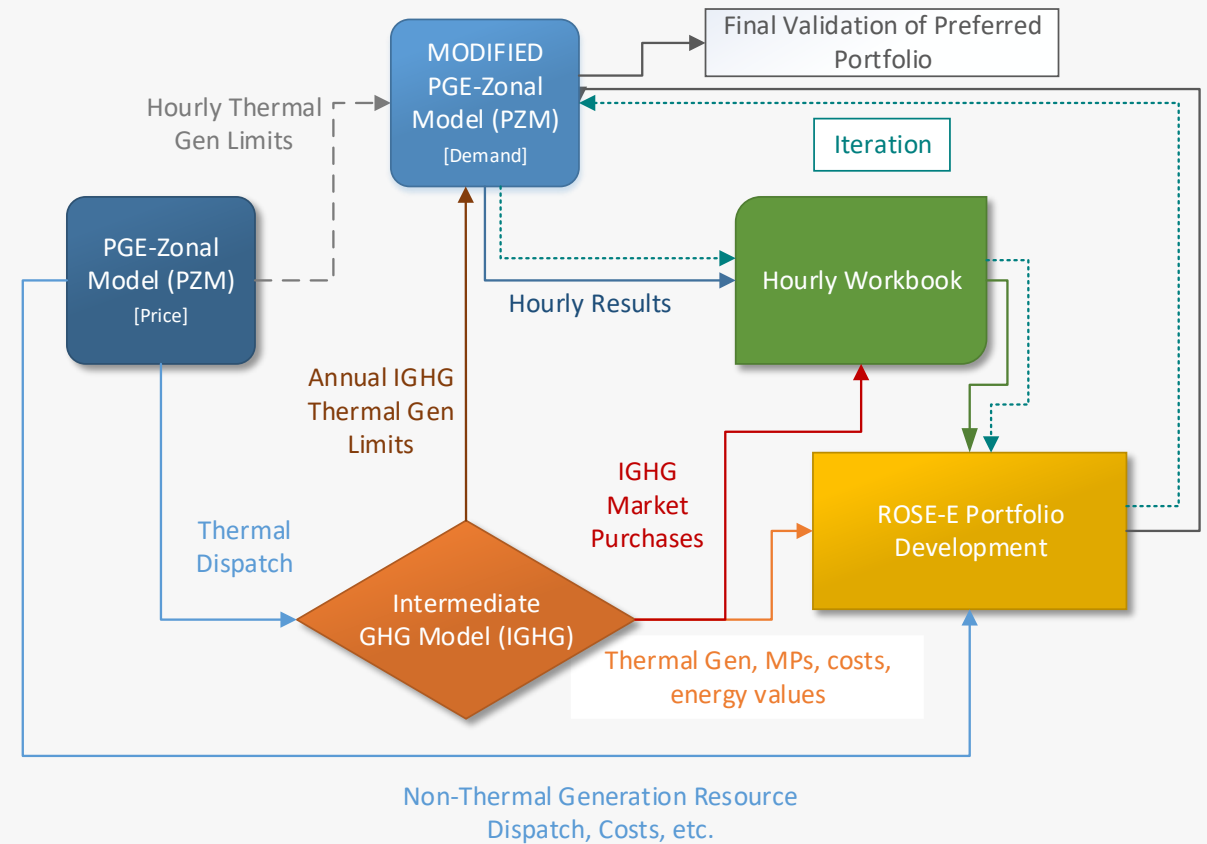 Final Validation of Preferred
Portfolio
MODIFIED
PGE-Zonal
Model (PZM)
[Demand]
Hourly Thermal
Gen Limits
Iteration
PGE-Zonal
Model (PZM)
[Price]
Hourly Workbook
Hourly Results
Annual IGHG
Thermal Gen
Limits
IGHG
Market
Purchases
ROSE-E Portfolio
Development
Thermal
Dispatch
Intermediate
GHG Model (IGHG)
Thermal Gen, MPs, costs,
energy values
Non-Thermal Generation Resource
Dispatch, Costs, etc.